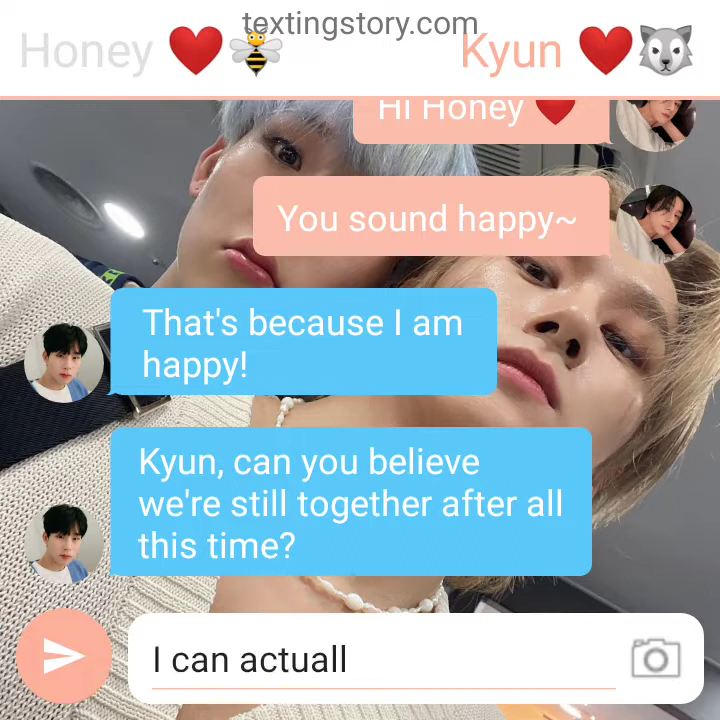 textingstory.com
Honey ❤️🐝
Kyun ❤️🐺
Hi Honey ❤️
You sound happy~
That's because I am
happy!
Kyun, can you believe
we're still together after all
this time?
I can actuall